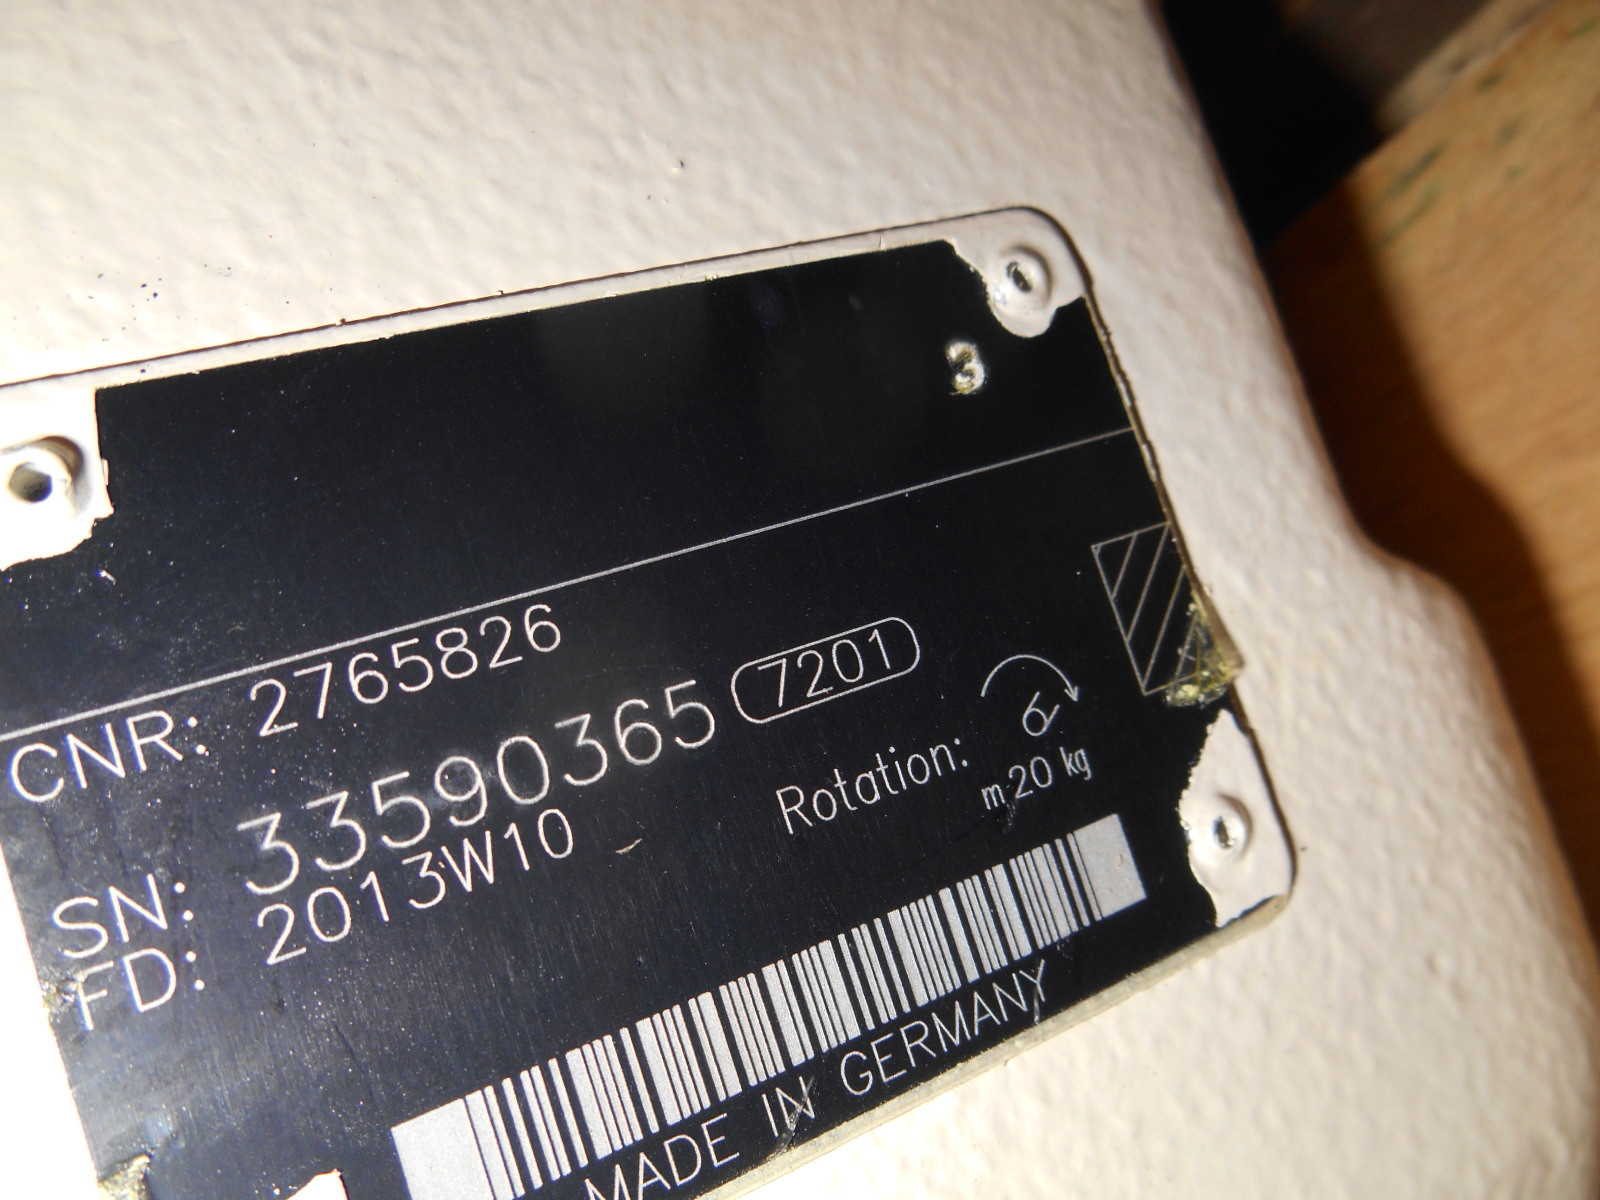 3
CNR: 2765826
SN: 33590365 7201
FD: 2013W10
Rotation:
m 20 kg
MADE IN GERMANY